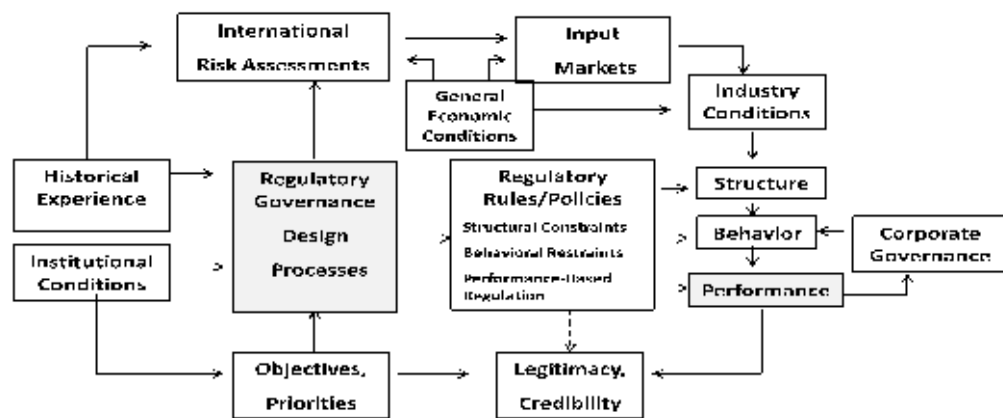 International
Risk Assessments
Input
Markets
General
Economic
Conditions
Industry
Conditions
Historical
Experience
Regulatory
Governance
Design
Processes
Regulatory
Rules/Policies
Structural Constraints
Behavioral Restraints
Performance-Based
Regulation
Structure
Behavior
Corporate
Governance
Institutional
Conditions
Performance
Objectives,
Priorities
Legitimacy,
Credibility